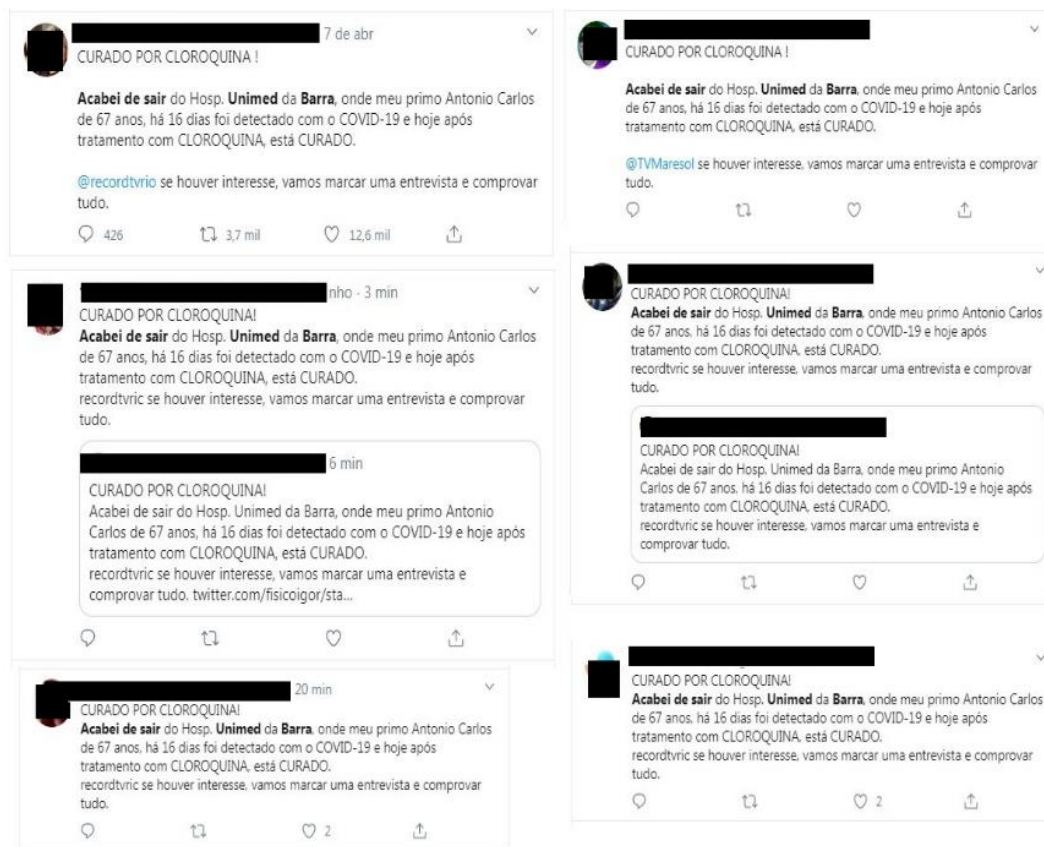 7 de abr
CURADO POR CLOROQUINA !
Acabei de sair do Hosp. Unimed da Barra, onde meu primo Antonio Carlos
de 67 anos, há 16 dias foi detectado com o COVID-19 e hoje após
tratamento com CLOROQUINA, está CURADO.
@recordtvrio se houver interesse, vamos marcar uma entrevista e comprovar
tudo.
426 3,7 mil 12,6 mil
nho - 3 min
CURADO POR CLOROQUINA!
Acabei de sair do Hosp. Unimed da Barra, onde meu primo Antonio Carlos
de 67 anos, há 16 dias foi detectado com o COVID-19 e hoje após
tratamento com CLOROQUINA, está CURADO.
recordtvric se houver interesse, vamos marcar uma entrevista e comprovar
tudo.
6 min
CURADO POR CLOROQUINA!
Acabei de sair do Hosp. Unimed da Barra, onde meu primo Antonio
Carlos de 67 anos, há 16 dias foi detectado com o COVID-19 e hoje após
tratamento com CLOROQUINA, está CURADO.
recordtvric se houver interesse, vamos marcar uma entrevista e
comprovar tudo. twitter.com/fisicoigor/sta...
20 min
CURADO POR CLOROQUINA!
Acabei de sair do Hosp. Unimed da Barra, onde meu primo Antonio Carlos
de 67 anos, há 16 dias foi detectado com o COVID-19 e hoje após
tratamento com CLOROQUINA, está CURADO.
recordtvric se houver interesse, vamos marcar uma entrevista e comprovar
tudo.
2
CURADO POR CLOROQUINA !
Acabei de sair do Hosp. Unimed da Barra, onde meu primo Antonio Carlos
de 67 anos, há 16 dias foi detectado com o COVID-19 e hoje após
tratamento com CLOROQUINA, está CURADO.
@TVMaresol se houver interesse, vamos marcar uma entrevista e comprovar
tudo.
CURADO POR CLOROQUINA!
Acabei de sair do Hosp. Unimed da Barra, onde meu primo Antonio Carlos
de 67 anos, há 16 dias foi detectado com o COVID-19 e hoje após
tratamento com CLOROQUINA, está CURADO.
recordtvric se houver interesse, vamos marcar uma entrevista e comprovar
tudo.
CURADO POR CLOROQUINA!
Acabei de sair do Hosp. Unimed da Barra, onde meu primo Antonio
Carlos de 67 anos, há 16 dias foi detectado com o COVID-19 e hoje após
tratamento com CLOROQUINA, está CURADO.
recordtvric se houver interesse, vamos marcar uma entrevista e
comprovar tudo.
CURADO POR CLOROQUINA!
Acabei de sair do Hosp. Unimed da Barra, onde meu primo Antonio Carlos
de 67 anos, há 16 dias foi detectado com o COVID-19 e hoje após
tratamento com CLOROQUINA, está CURADO.
recordtvric se houver interesse, vamos marcar uma entrevista e comprovar
tudo.
2